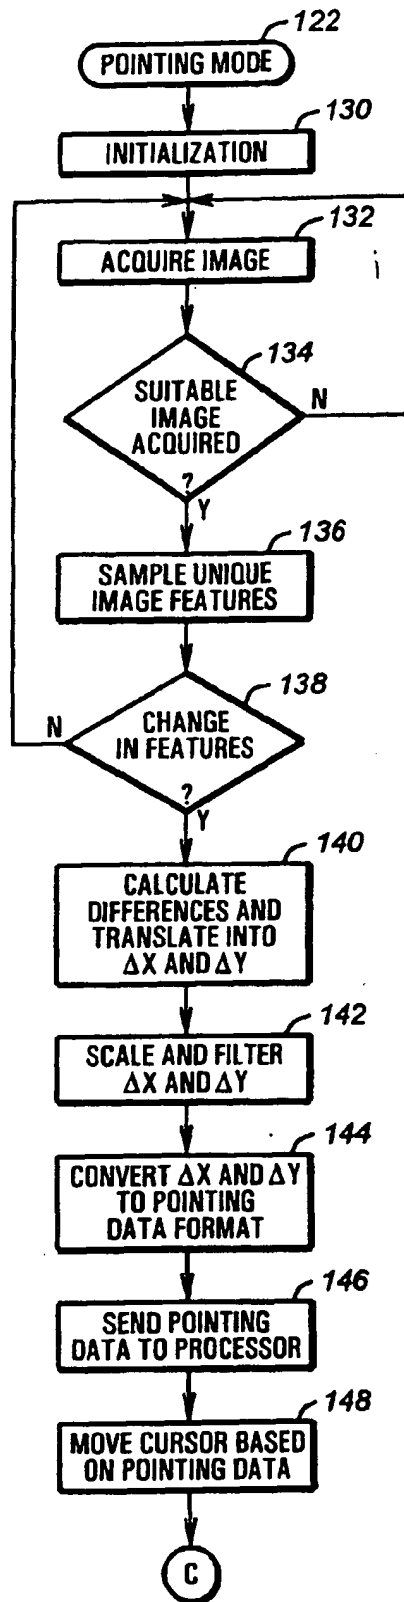 122
POINTING MODE
130
INITIALIZATION
132
ACQUIRE IMAGE
134
SUITABLE
IMAGE
ACQUIRED
?
N
Y
136
SAMPLE UNIQUE
IMAGE FEATURES
138
N
CHANGE
IN FEATURES
?
Y
140
CALCULATE
DIFFERENCES AND
TRANSLATE INTO
ΔX AND ΔY
142
SCALE AND FILTER
ΔX AND ΔY
144
CONVERT ΔX AND ΔY
TO POINTING
DATA FORMAT
146
SEND POINTING
DATA TO PROCESSOR
148
MOVE CURSOR BASED
ON POINTING DATA
C